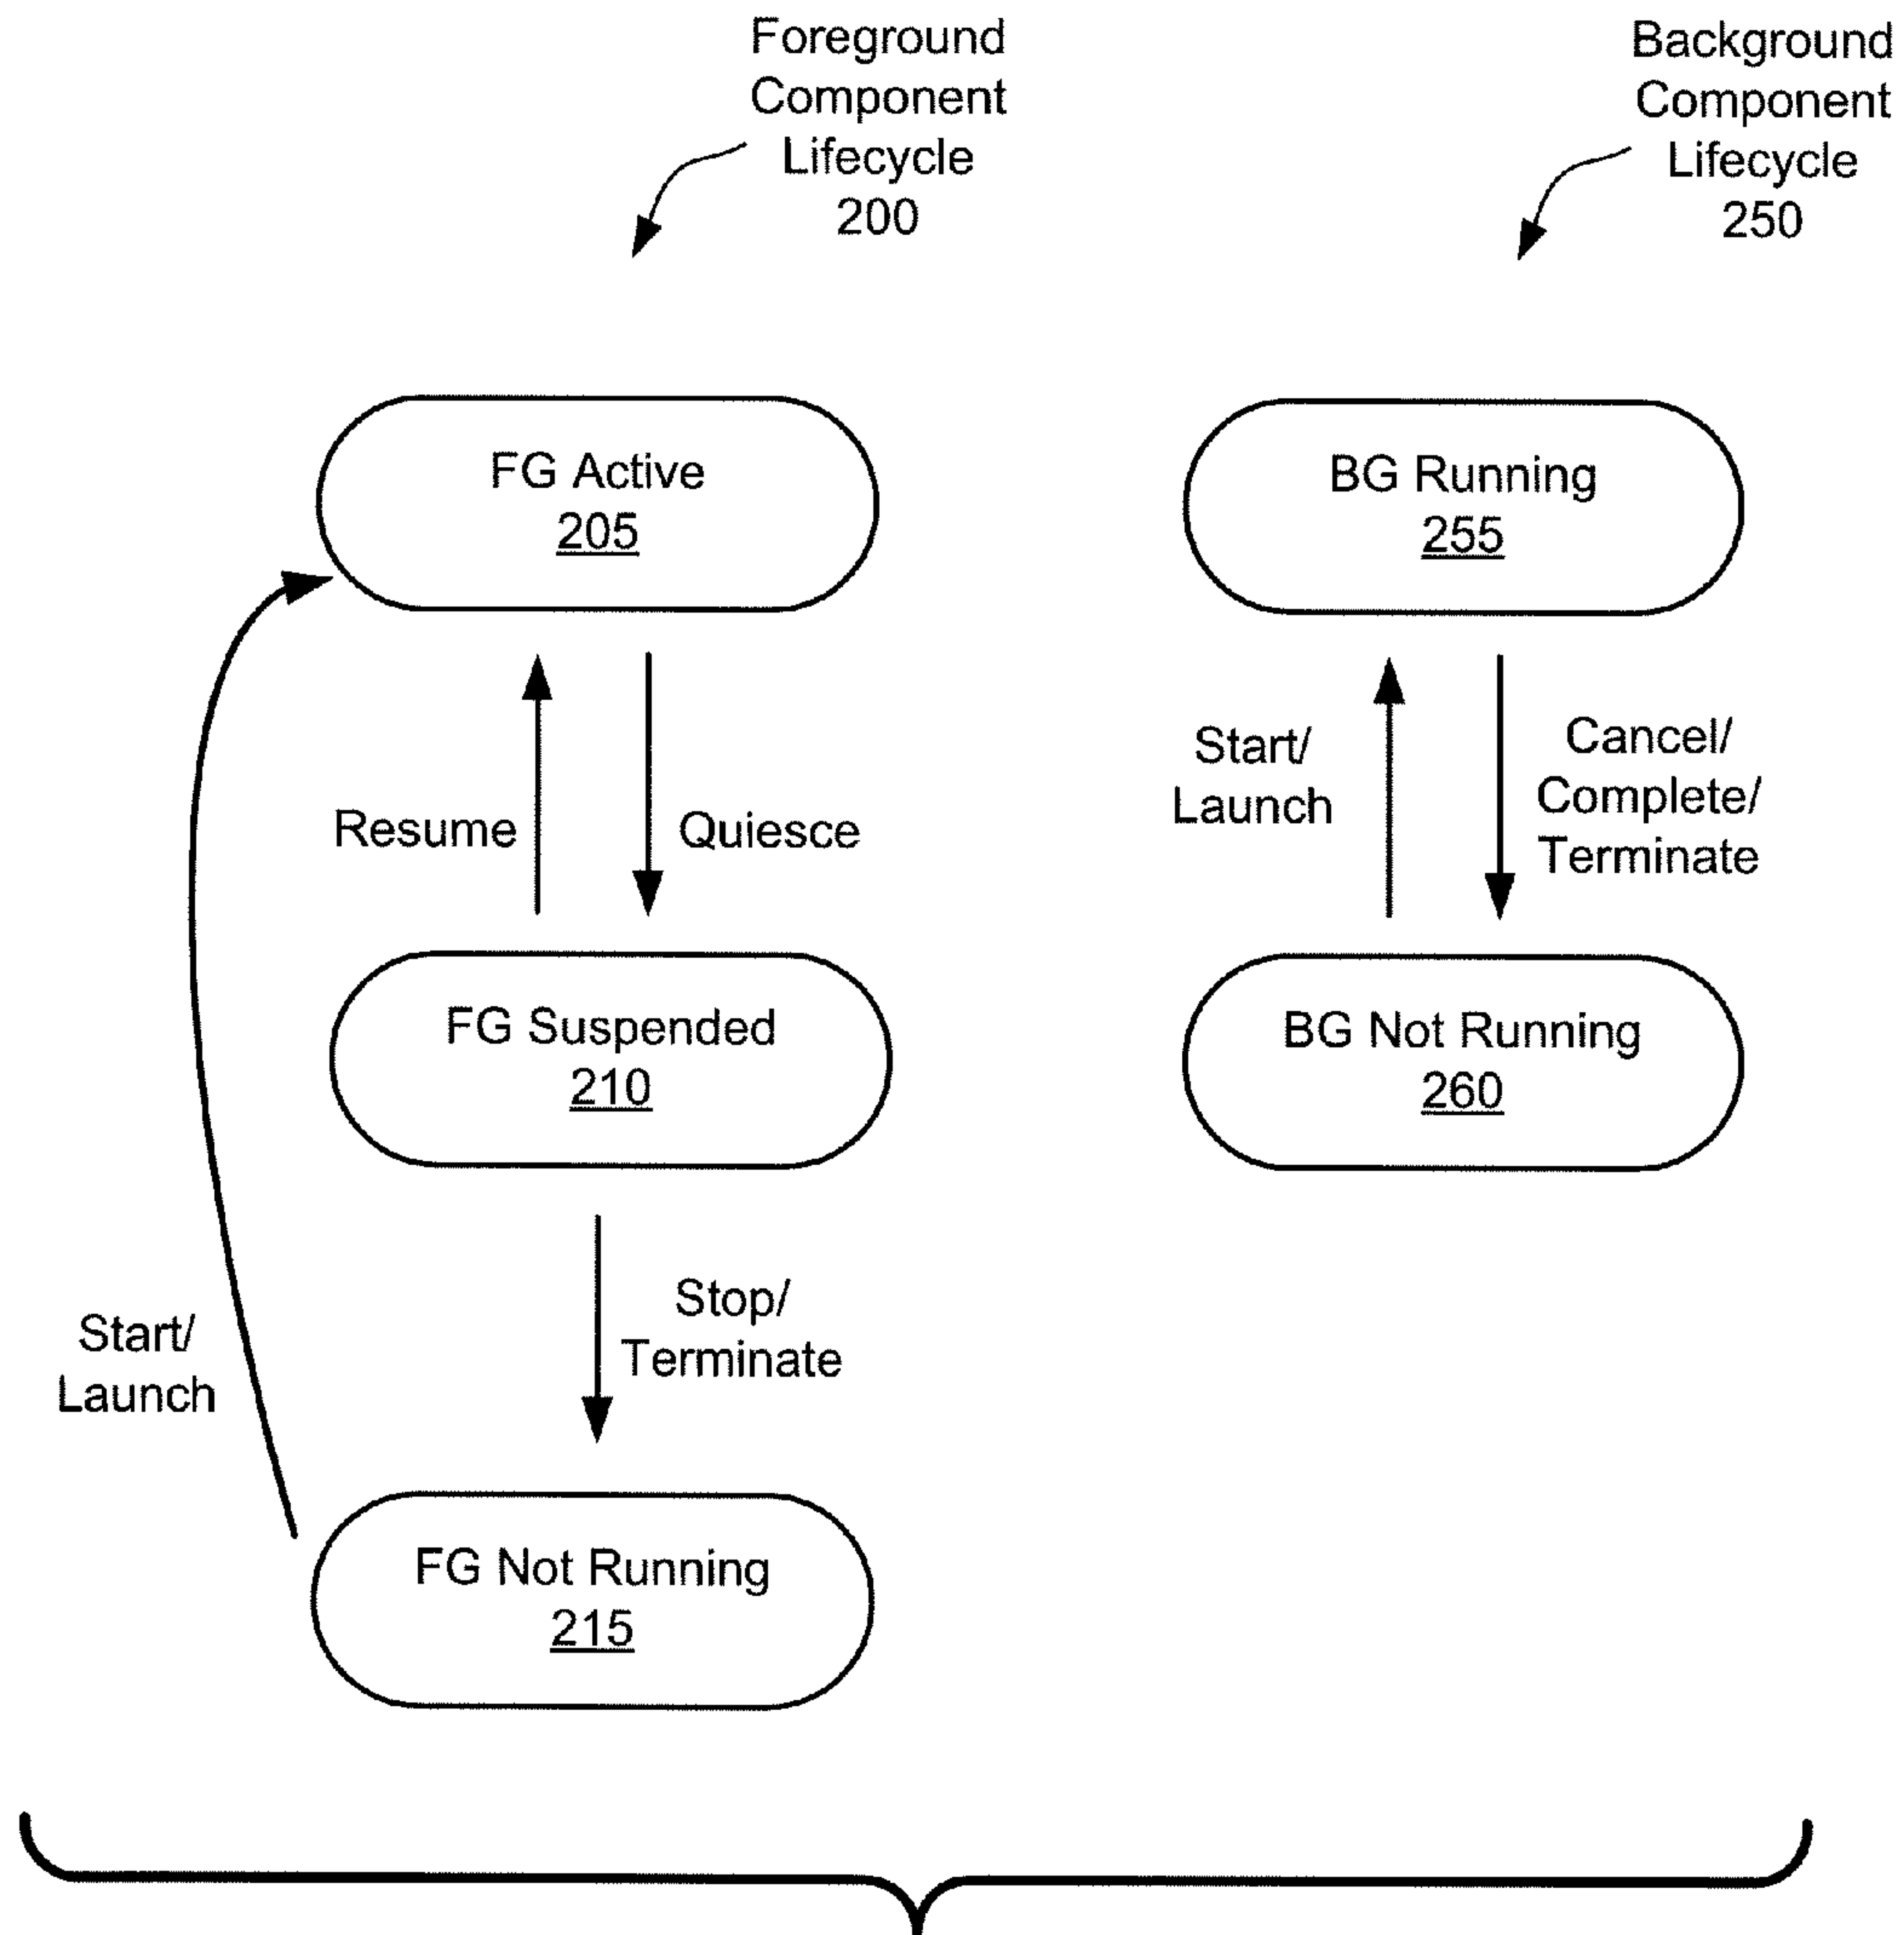 Foreground
Component
Lifecycle
200
Background
Component
Lifecycle
250
FG Active
205
BG Running
255
Resume
Quiesce
Start/
Launch
Cancel/
Complete/
Terminate
FG Suspended
210
BG Not Running
260
Start/
Launch
Stop/
Terminate
FG Not Running
215